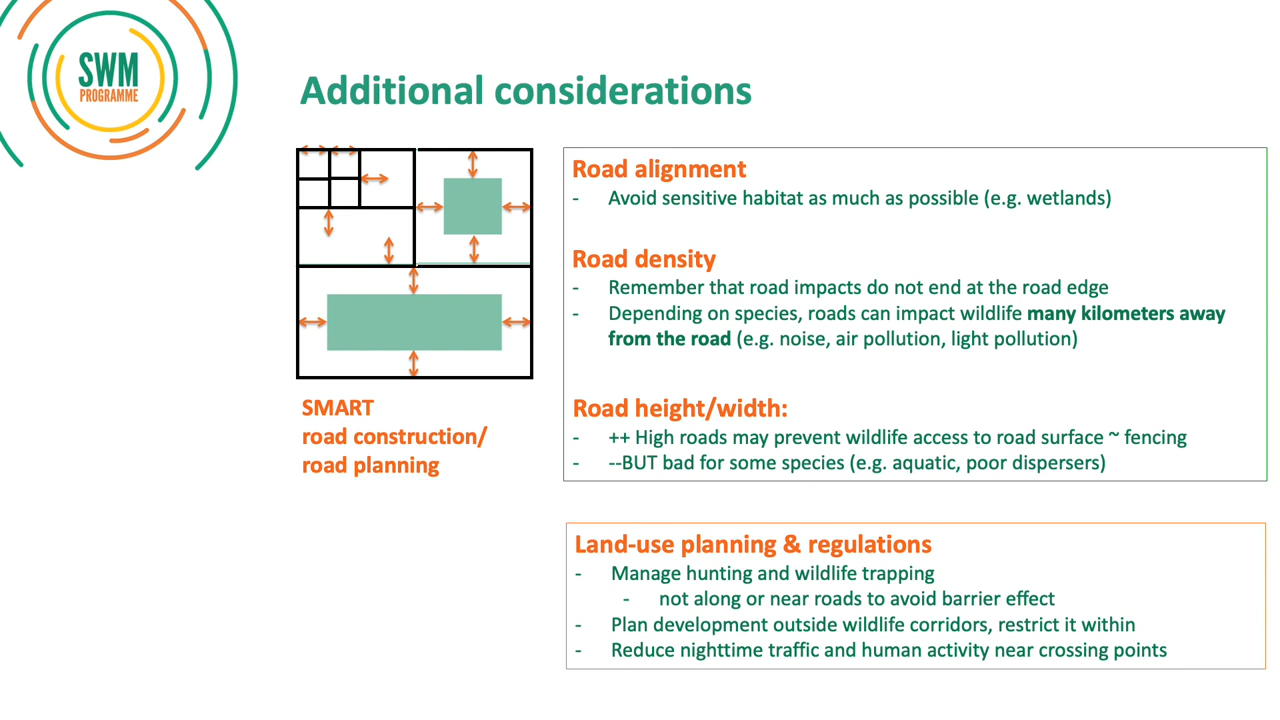 SWM
PROGRAMME
Additional considerations
SMART
road construction/
road planning
Road alignment
- Avoid sensitive habitat as much as possible (e.g. wetlands)
Road density
- Remember that road impacts do not end at the road edge
- Depending on species, roads can impact wildlife many kilometers away
from the road (e.g. noise, air pollution, light pollution)
Road height/width:
- ++ High roads may prevent wildlife access to road surface ~ fencing
- --BUT bad for some species (e.g. aquatic, poor dispersers)
Land-use planning & regulations
- Manage hunting and wildlife trapping
- not along or near roads to avoid barrier effect
- Plan development outside wildlife corridors, restrict it within
- Reduce nighttime traffic and human activity near crossing points